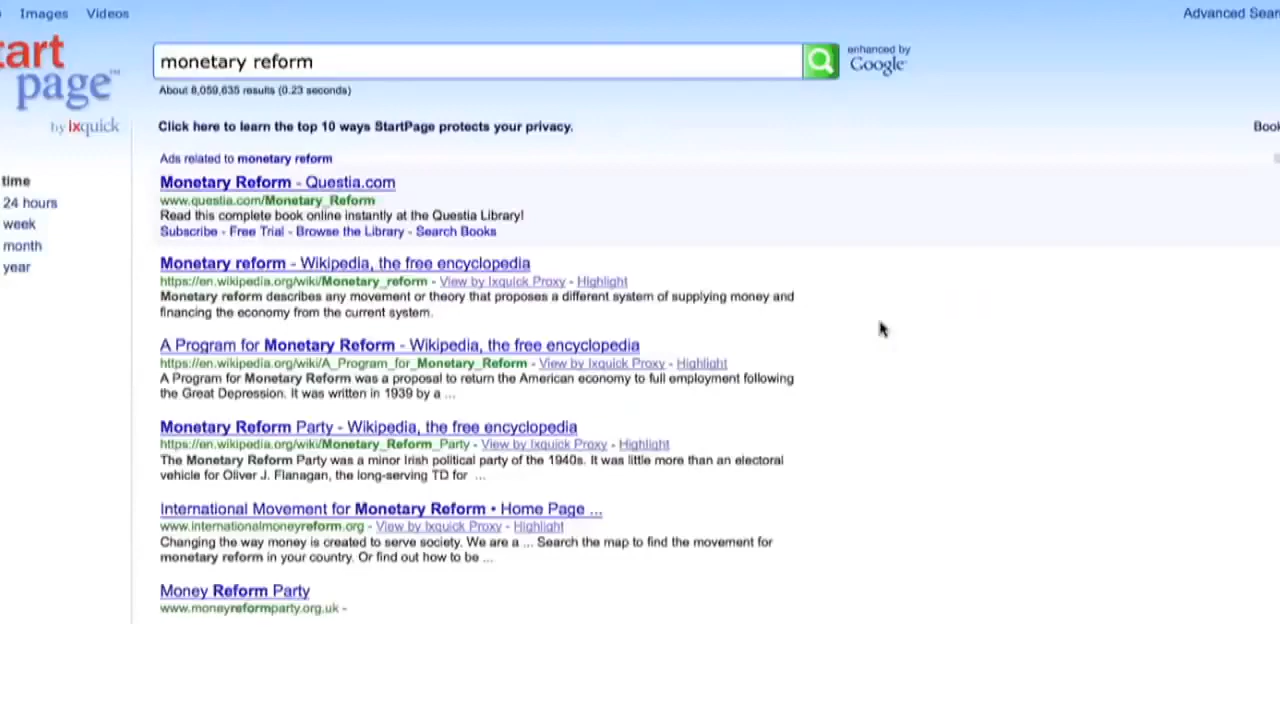 Images Videos
Advanced Sear
art
page™
by ixquick
monetary reform
enhanced by
Google
About 8,059,635 results (0.23 seconds)
Click here to learn the top 10 ways StartPage protects your privacy.
Book
time
24 hours
week
month
year
Ads related to monetary reform
Monetary Reform - Questia.com
www.questia.com/Monetary_Reform
Read this complete book online instantly at the Questia Library!
Subscribe - Free Trial - Browse the Library - Search Books
Monetary reform - Wikipedia, the free encyclopedia
https://en.wikipedia.org/wiki/Monetary_reform - View by Ixquick Proxy - Highlight
Monetary reform describes any movement or theory that proposes a different system of supplying money and
financing the economy from the current system.
A Program for Monetary Reform - Wikipedia, the free encyclopedia
https://en.wikipedia.org/wiki/A_Program_for_Monetary_Reform - View by Ixquick Proxy - Highlight
A Program for Monetary Reform was a proposal to return the American economy to full employment following
the Great Depression. It was written in 1939 by a ...
Monetary Reform Party - Wikipedia, the free encyclopedia
https://en.wikipedia.org/wiki/Monetary_Reform_Party - View by Ixquick Proxy - Highlight
The Monetary Reform Party was a minor Irish political party of the 1940s. It was little more than an electoral
vehicle for Oliver J. Flanagan, the long-serving TD for ...
International Movement for Monetary Reform • Home Page ...
www.internationalmoneyreform.org - View by Ixquick Proxy - Highlight
Changing the way money is created to serve society. We are a ... Search the map to find the movement for
monetary reform in your country. Or find out how to be ...
Money Reform Party
www.moneyreformparty.org.uk -